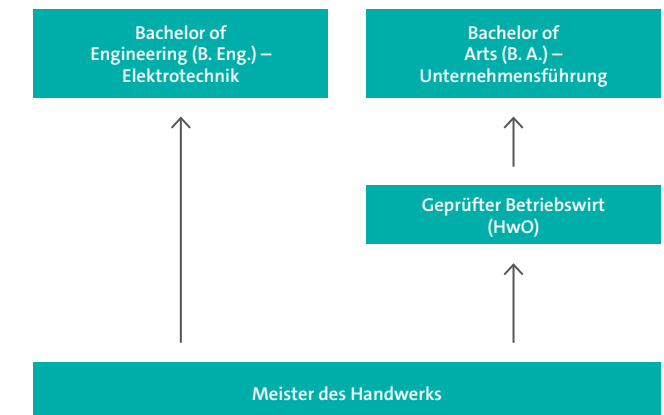 Bachelor of
Engineering (B. Eng.) –
Elektrotechnik
Bachelor of
Arts (B. A.) –
Unternehmensführung
Geprüfter Betriebswirt
(HwO)
Meister des Handwerks